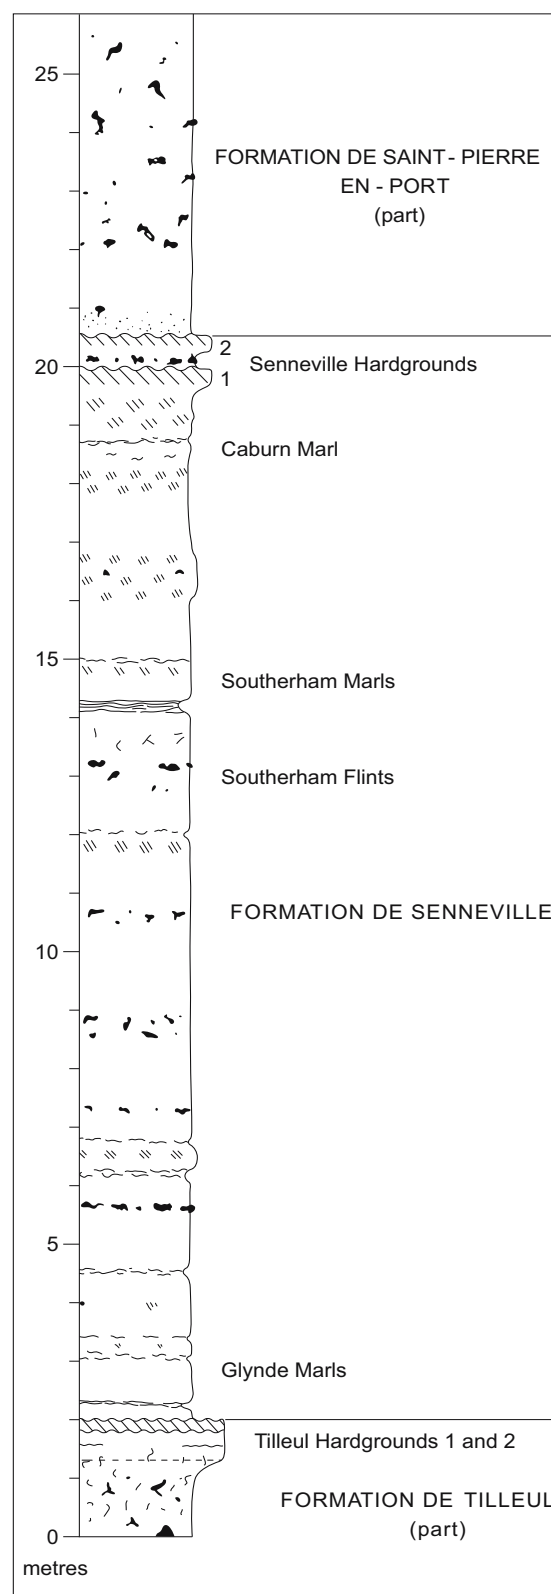 25
FORMATION DE SAINT - PIERRE
EN - PORT
(part)
2
20
Senneville Hardgrounds
1
Caburn Marl
15
Southerham Marls
Southerham Flints
FORMATION DE SENNEVILLE
10
5
Glynde Marls
Tilleul Hardgrounds 1 and 2
FORMATION DE TILLEUL
(part)
0
metres